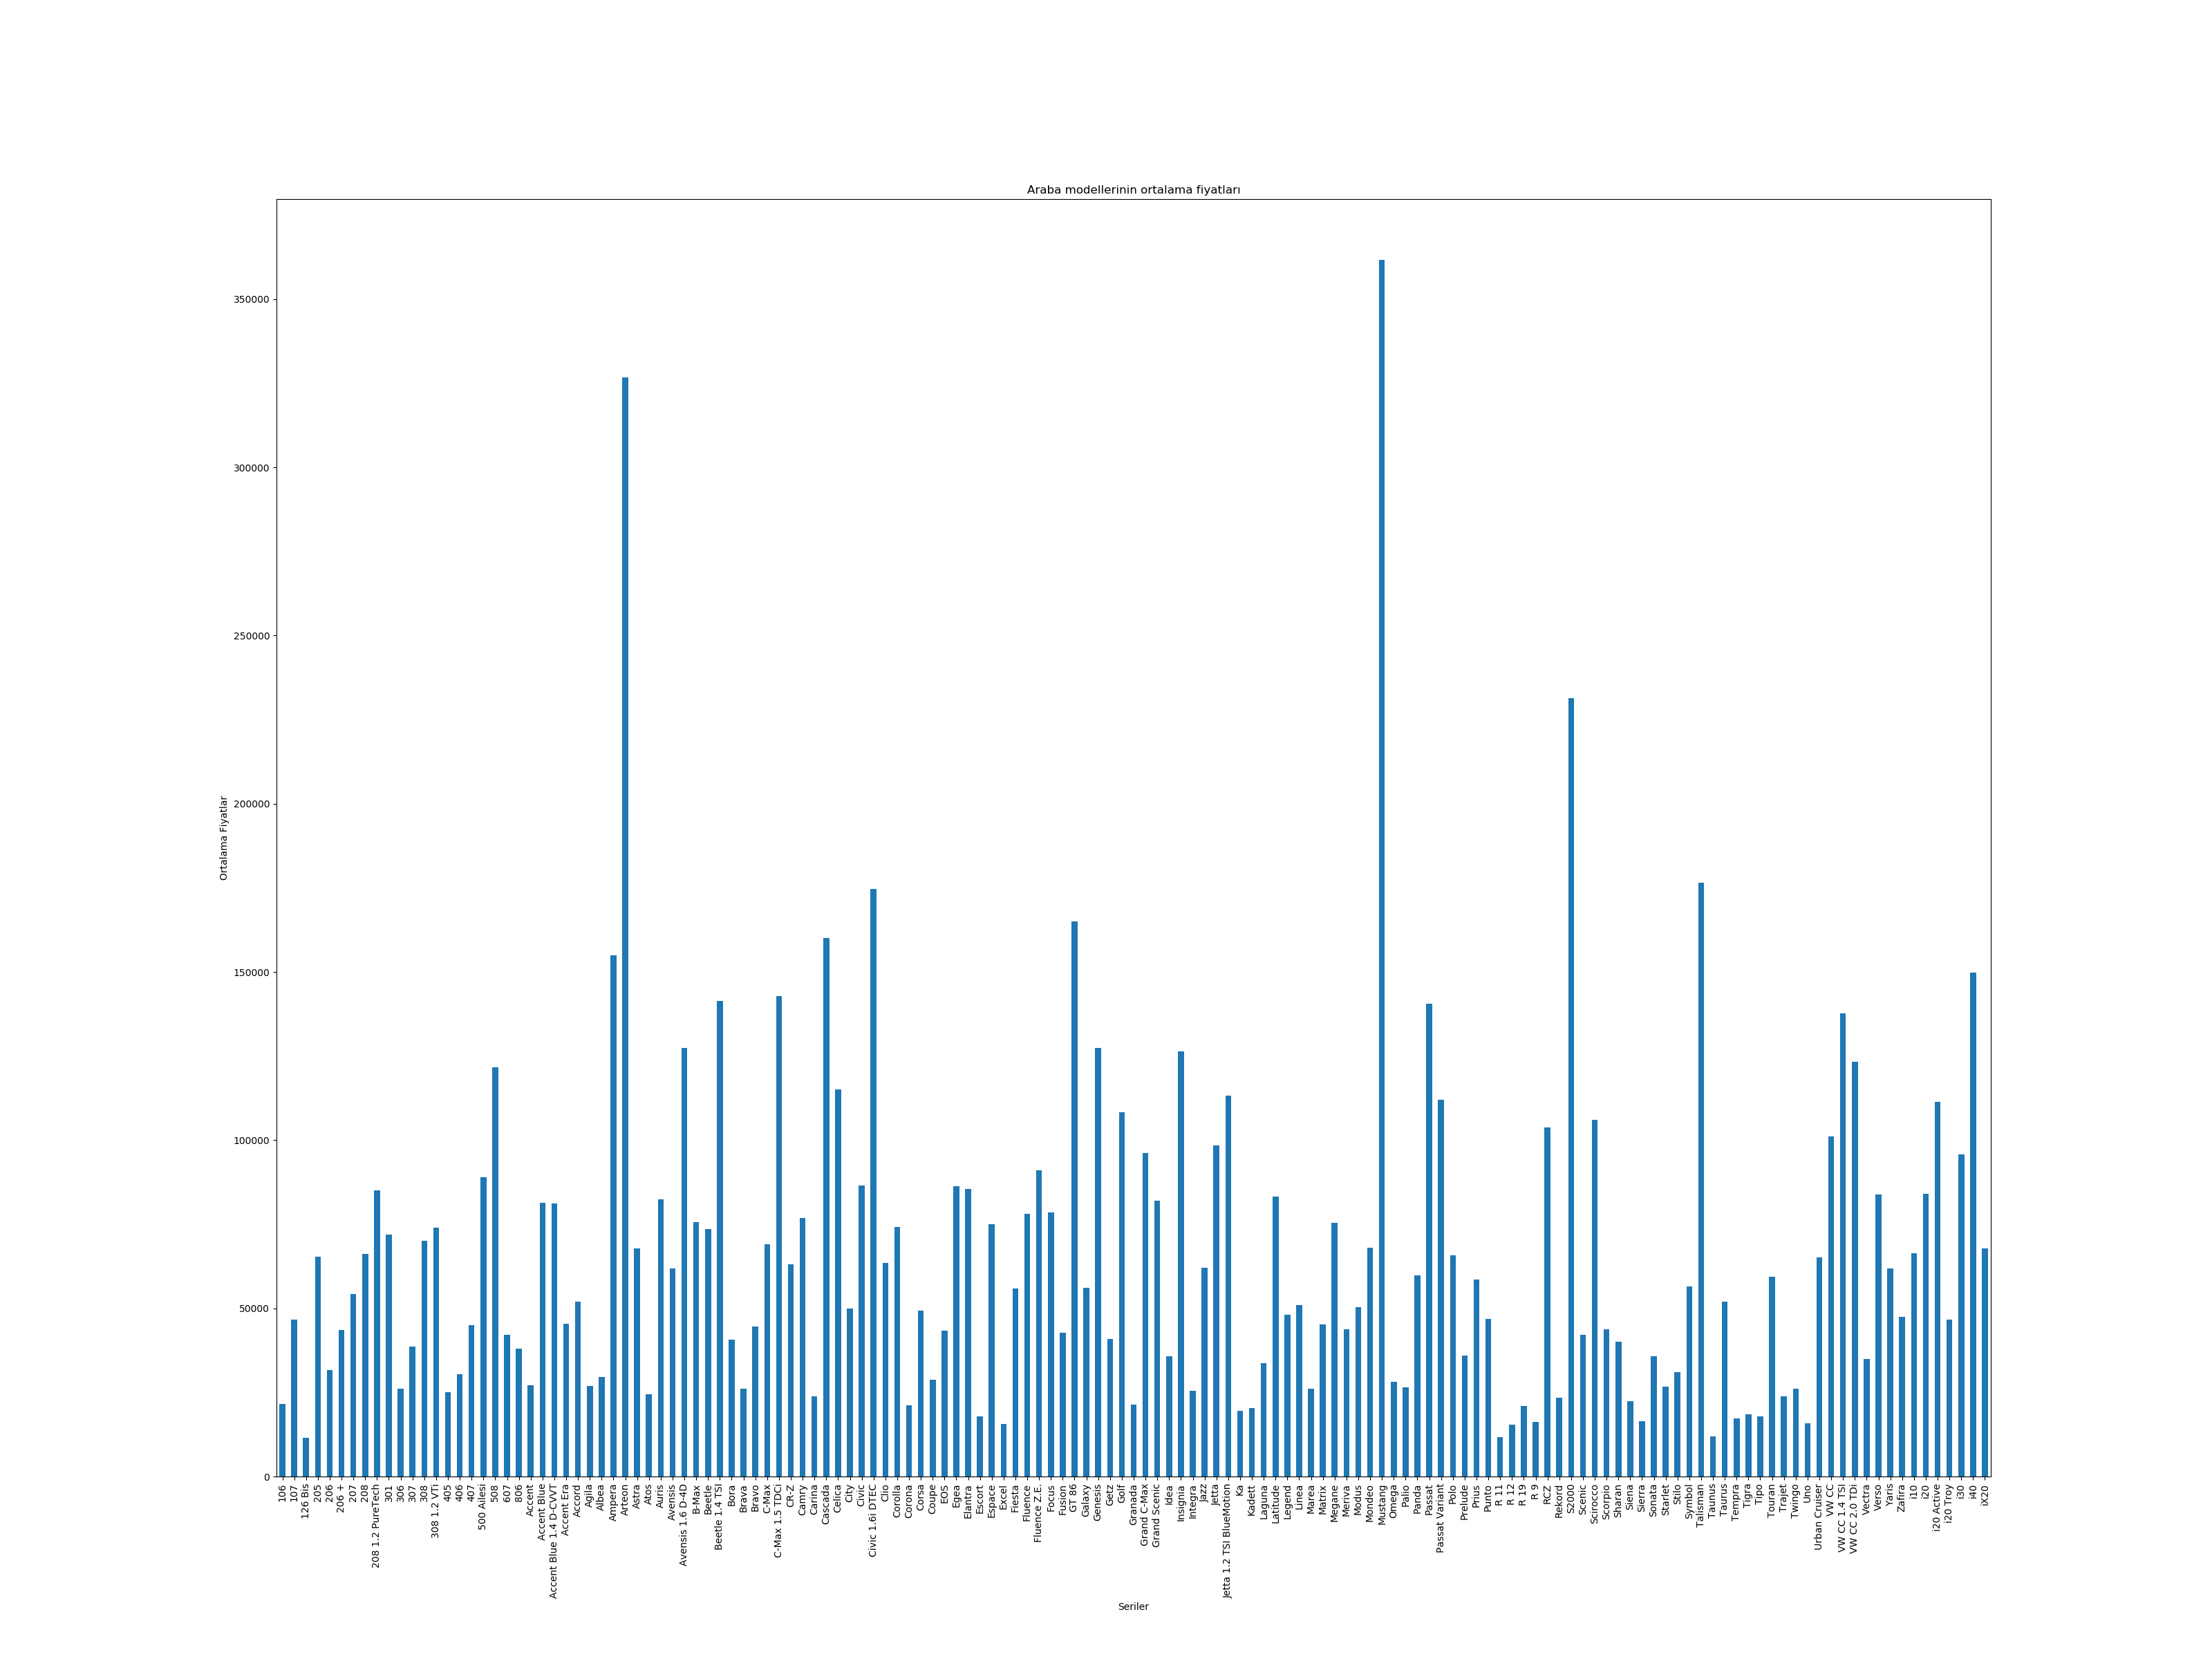 Araba modellerinin ortalama fiyatları
Ortalama Fiyatlar
350000
300000
250000
200000
150000
100000
50000
0
106
107
126 Bis
205
206
206 +
207
208
208 1.2 PureTech
301
306
307
308
308 1.2 VTi
405
406
407
500 Ailesi
508
607
806
Accent
Accent Blue
Accent Blue 1.4 D-CVVT
Accent Era
Accord
Agila
Albea
Ampera
Arteon
Astra
Atos
Auris
Avensis
Avensis 1.6 D-4D
B-Max
Beetle
Beetle 1.4 TSI
Bora
Brava
Bravo
C-Max
C-Max 1.5 TDCi
CR-Z
Camry
Carina
Cascada
Celica
City
Civic
Civic 1.6i DTEC
Clio
Corolla
Corona
Corsa
Coupe
EOS
Egea
Elantra
Escort
Espace
Excel
Fiesta
Fluence
Fluence Z.E.
Focus
Fusion
GT 86
Galaxy
Genesis
Getz
Golf
Granada
Grand C-Max
Grand Scenic
Idea
Insignia
Integra
Jazz
Jetta
Jetta 1.2 TSI BlueMotion
Ka
Kadett
Laguna
Latitude
Legend
Linea
Marea
Matrix
Megane
Meriva
Modus
Mondeo
Mustang
Omega
Palio
Panda
Passat
Passat Variant
Polo
Prelude
Prius
Punto
R 11
R 12
R 19
R 9
RCZ
Rekord
S2000
Scenic
Scirocco
Scorpio
Sharan
Siena
Sierra
Sonata
Starlet
Stilo
Symbol
Talisman
Taunus
Taurus
Tempra
Tigra
Tipo
Touran
Trajet
Twingo
Uno
Urban Cruiser
VW CC
VW CC 1.4 TSI
VW CC 2.0 TDi
Vectra
Verso
Yaris
Zafira
i10
i20
i20 Active
i20 Troy
i30
i40
iX20
Seriler